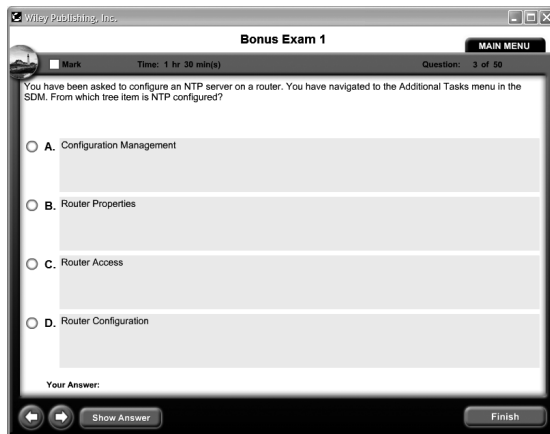 Wiley Publishing, Inc.
Bonus Exam 1
MAIN MENU
Mark
Time: 1 hr 30 min(s)
Question: 3 of 50
You have been asked to configure an NTP server on a router. You have navigated to the Additional Tasks menu in the
SDM. From which tree item is NTP configured?
A. Configuration Management
B. Router Properties
C. Router Access
D. Router Configuration
Your Answer:
Show Answer
Finish